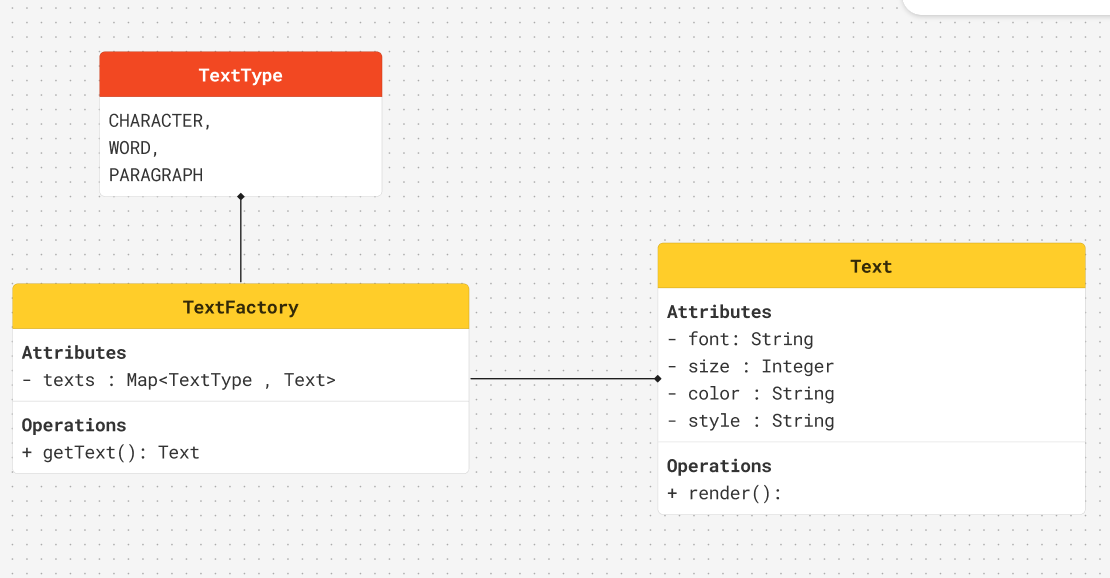 TextType
CHARACTER,
WORD,
PARAGRAPH
TextFactory
Attributes
- texts : Map<TextType , Text>
Operations
+ getText(): Text
Text
Attributes
- font: String
- size : Integer
- color : String
- style : String
Operations
+ render():